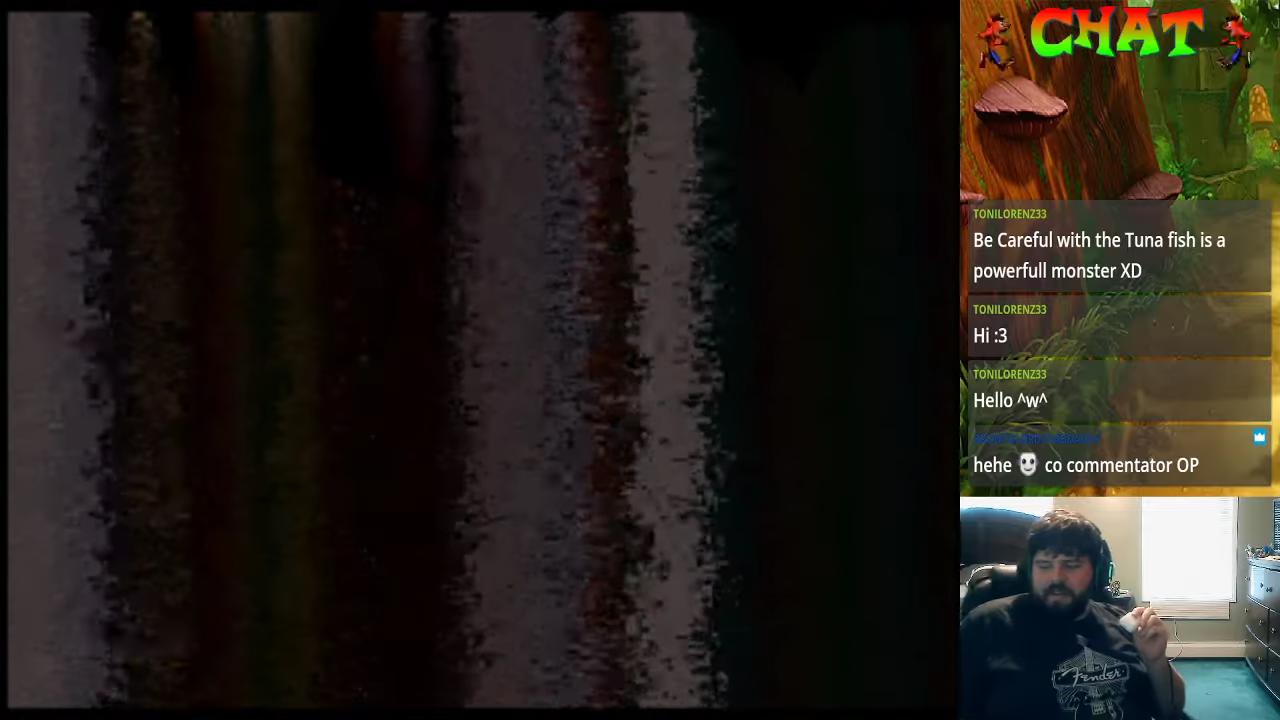 CHAT
TONILORENZ33
Be Careful with the Tuna fish is a
powerfull monster XD
TONILORENZ33
Hi :3
TONILORENZ33
Hello ^w^
hehe co commentator OP
Fender